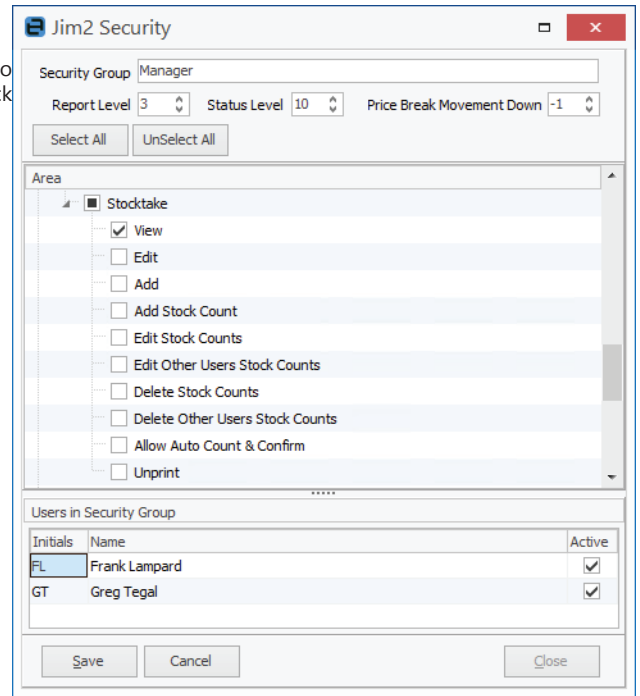 Jim2 Security
Security Group Manager
Report Level 3 Status Level 10 Price Break Movement Down -1
Select All UnSelect All
Area
Stocktake
View
Edit
Add
Add Stock Count
Edit Stock Counts
Edit Other Users Stock Counts
Delete Stock Counts
Delete Other Users Stock Counts
Allow Auto Count & Confirm
Unprint
Users in Security Group
Initials Name Active
FL Frank Lampard
GT Greg Tegal
Save Cancel Close